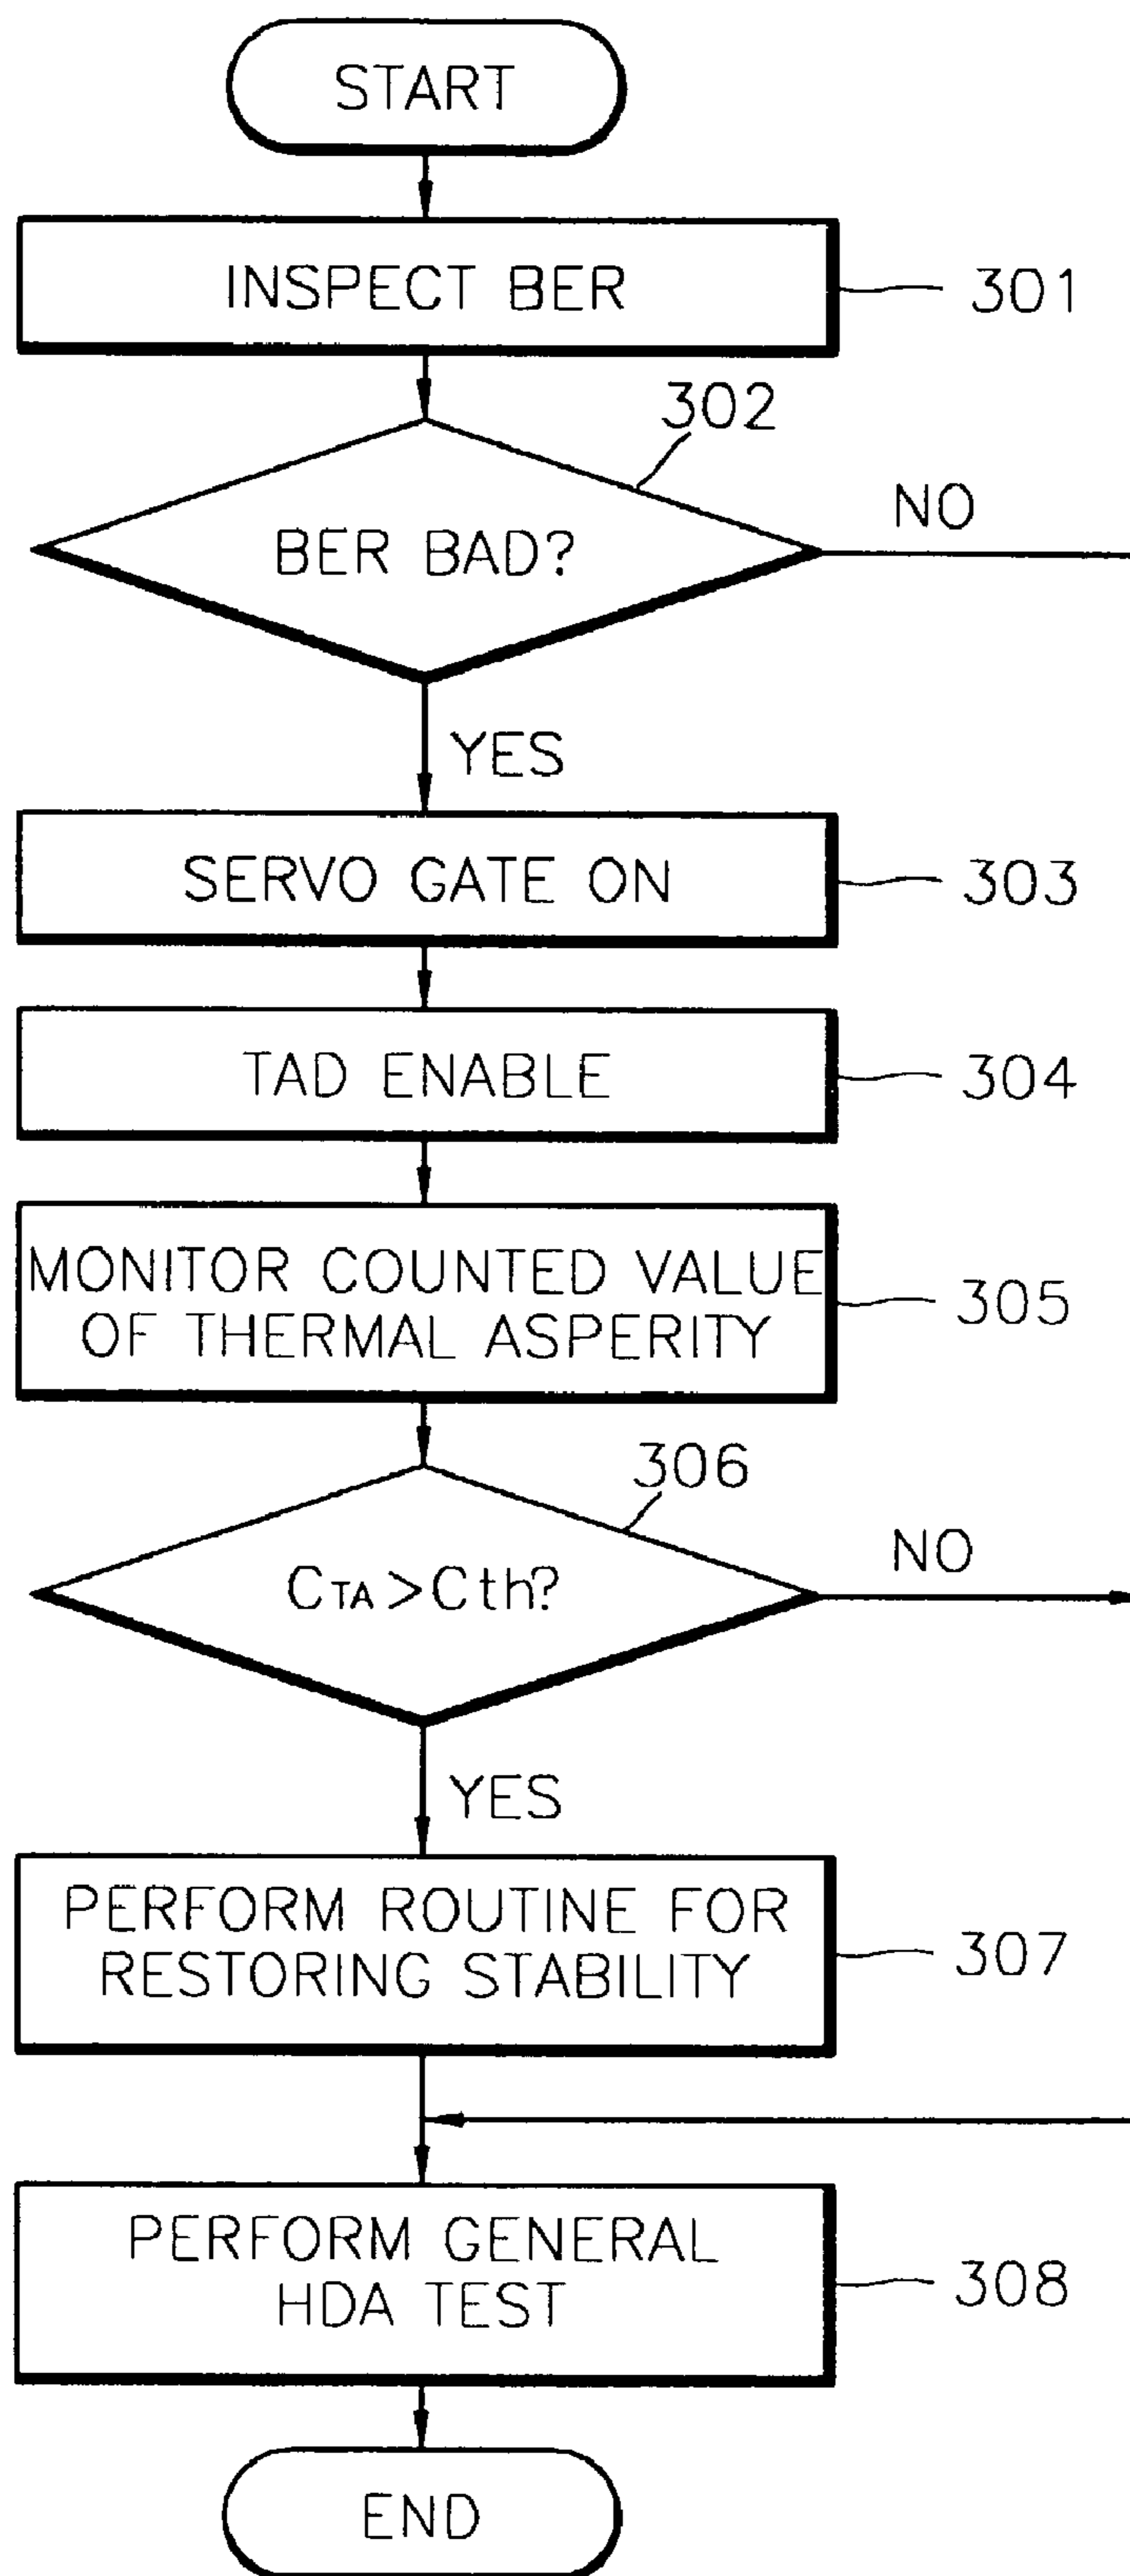 START
INSPECT BER
301
302
BER BAD?
NO
YES
SERVO GATE ON
303
TAD ENABLE
304
MONITOR COUNTED VALUE
OF THERMAL ASPERITY
305
306
CTA>Cth?
NO
YES
PERFORM ROUTINE FOR
RESTORING STABILITY
307
PERFORM GENERAL
HDA TEST
308
END